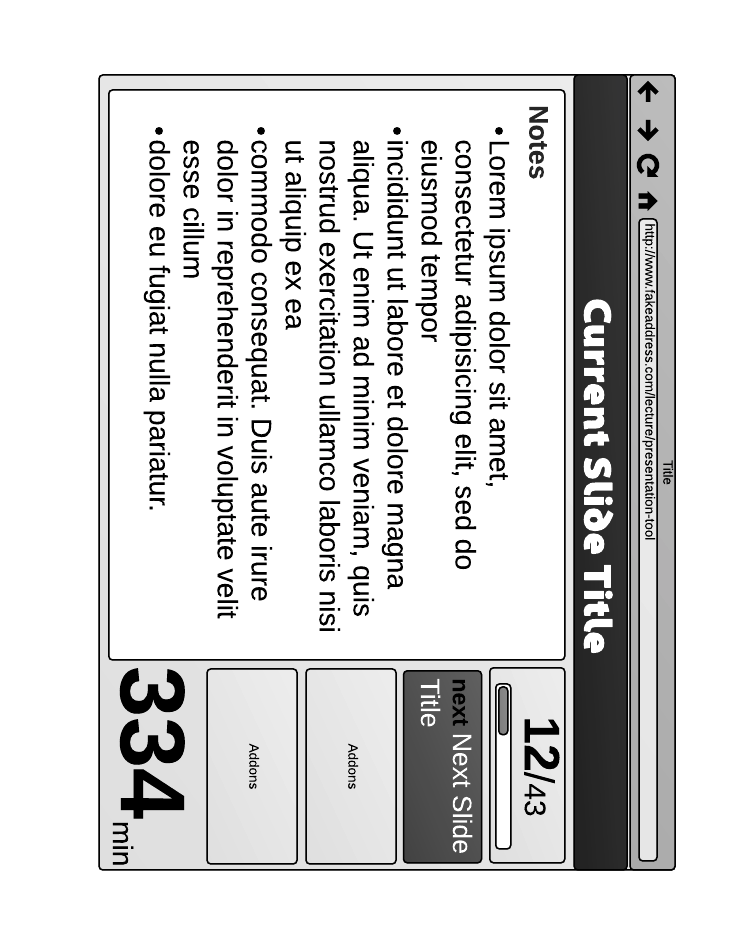 Title
http://www.fakeaddress.com/lecture/presentation-tool
Current Slide Title
Notes
• Lorem ipsum dolor sit amet,
consectetur adipisicing elit, sed do
eiusmod tempor
• incididunt ut labore et dolore magna
aliqua. Ut enim ad minim veniam, quis
nostrud exercitation ullamco laboris nisi
ut aliquip ex ea
• commodo consequat. Duis aute irure
dolor in reprehenderit in voluptate velit
esse cillum
• dolore eu fugiat nulla pariatur.
12/43
next Next Slide
Title
Addons
Addons
334 min